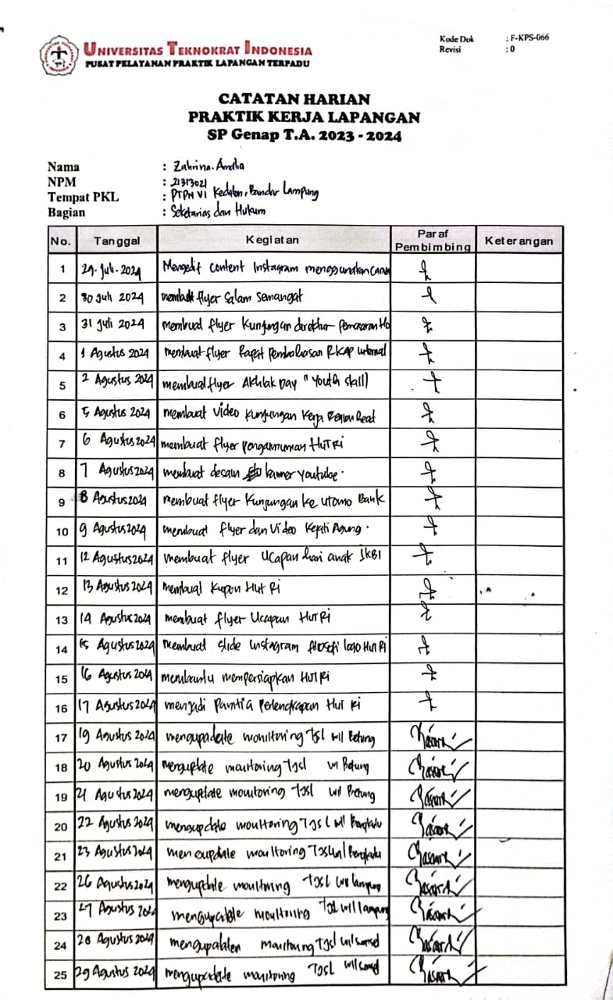 UNIVERSITAS TEKNOKRAT INDONESIA
PUSAT PELAYANAN PRAKTIK LAPANGAN TERPADU
Kode Dok : F-KPS-066
Revisi : 0
CATATAN HARIAN
PRAKTIK KERJA LAPANGAN
SP Genap T.A. 2023 - 2024
Nama : Zahrina Amelia
NPM : 21313021
Tempat PKL : PTPN VI Kedaton, Bandar Lampung
Bagian : Seketarias dan Hukum
No. Tanggal Kegiatan Paraf Pembimbing Keterangan
1 29 - Juli - 2024 Mengedit content Instagram menggunakan canva
2 30 Juli 2024 membuat flyer Salam Semangat
3 31 Juli 2024 membuat flyer Kunjungan direktur pemasaran Ho
4 1 Agustus 2024 membuat flyer Rapat Pembahasan RKAP internal
5 2 Agustus 2024 membuat flyer Akhlak Day "Youth
6 5 Agustus 2024 membuat video Kunjungan Kerja Region
7 6 Agustus 2024 membuat flyer pengumuman HUT RI
8 7 Agustus 2024 membuat desain banner youtube.
9 8 Agustus 2024 membuat flyer Kunjungan ke utomo Bank
10 9 Agustus 2024 membuat flyer dan video Kejati Agung.
11 12 Agustus 2024 membuat flyer Ucapan hari anak IKBI
12 13 Agustus 2024 membuat Kupon HUT RI
13 14 Agustus 2024 membuat flyer Ucapan HUT RI
14 15 Agustus 2024 membuat slide instagram filosofi logo HUT RI
15 16 Agustus 2024 membantu mempersiapkan HUT RI
16 17 Agustus 2024 menjadi Panitia Perlengkapan HUT RI
17 19 Agustus 2024 mengupadate monitoring TJSL wil Betung
18 20 Agustus 2024 mengupdate monitoring TJSL wil Betung
19 21 Agustus 2024 mengupdate monitoring TJSL wil Betung
20 22 Agustus 2024 mengupdate monitoring TJSL wil Bengkulu
21 23 Agustus 2024 mengupdate monitoring TJSL wil Bengkulu
22 26 Agustus 2024 mengupdate monitoring TJSL wil lampung
23 27 Agustus 2024 mengupdate monitoring TJSL wil lampung
24 28 Agustus 2024 monitoring TJSL wil sumsel
25 29 Agustus 2024 mengupdate monitoring TJSL wil sumsel